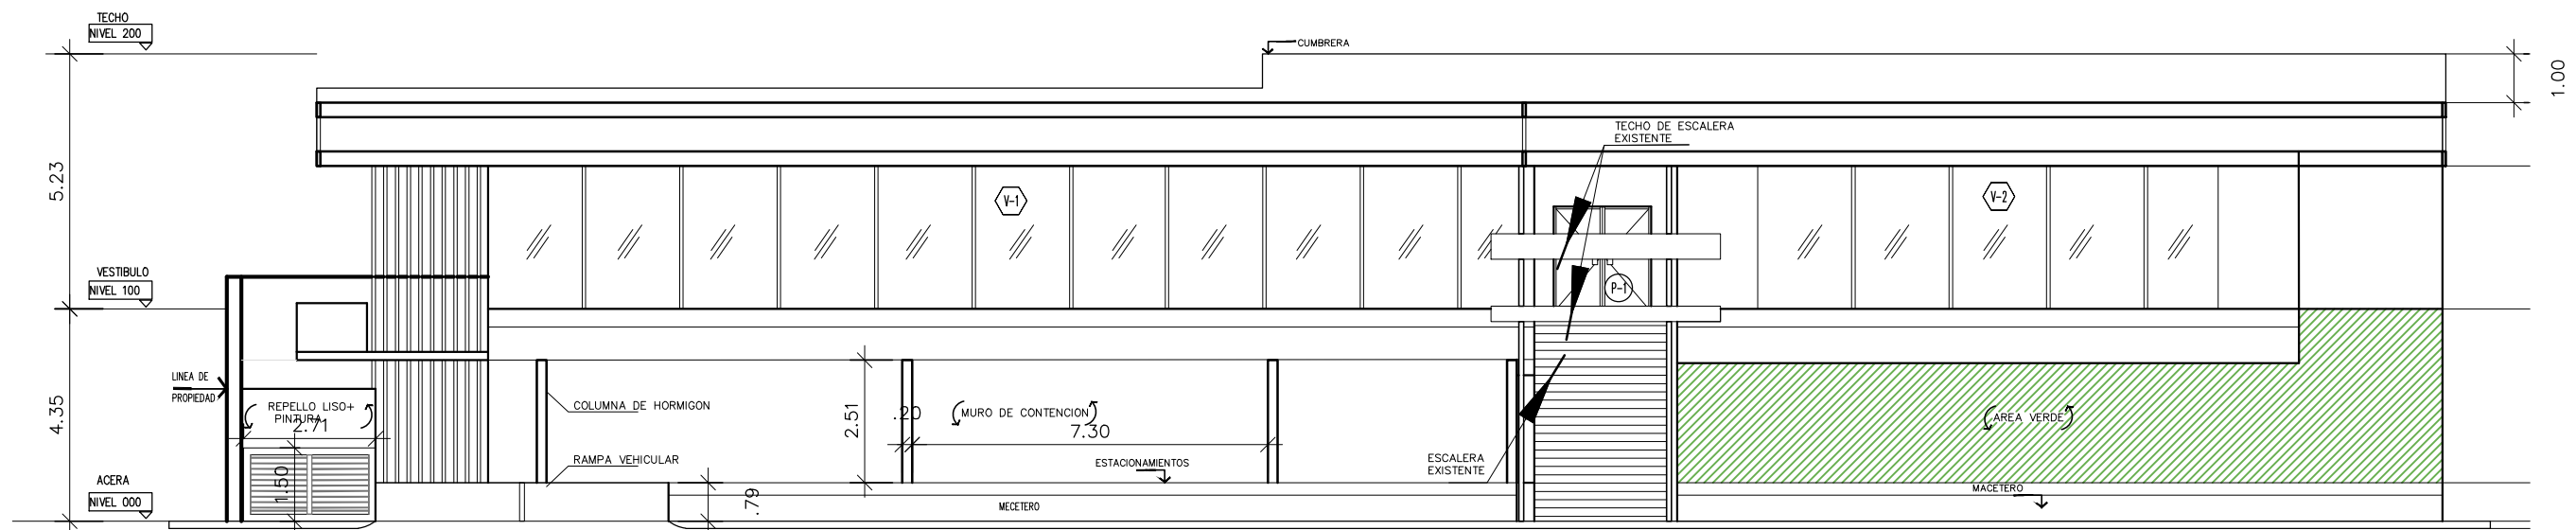 TECHO
NIVEL 200
CUMBRERA
1.00
TECHO DE ESCALERA
EXISTENTE
5.23
V-1
V-2
VESTIBULO
NIVEL 100
P-1
LINEA DE
PROPIEDAD
REPELLO LISO+
PINTURA
2.71
COLUMNA DE HORMIGON
2.51
.20
MURO DE CONTENCION
7.30
AREA VERDE
4.35
RAMPA VEHICULAR
ESTACIONAMIENTOS
ESCALERA
EXISTENTE
ACERA
NIVEL 000
1.50
.79
MECETERO
MACETERO